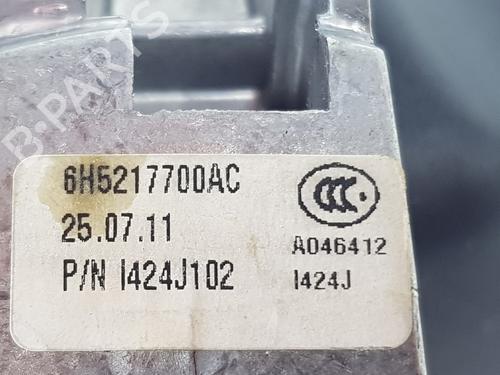 B-PARTS
6H5217700AC
25.07.11
P/N I424J102
CCC
A046412
I424J